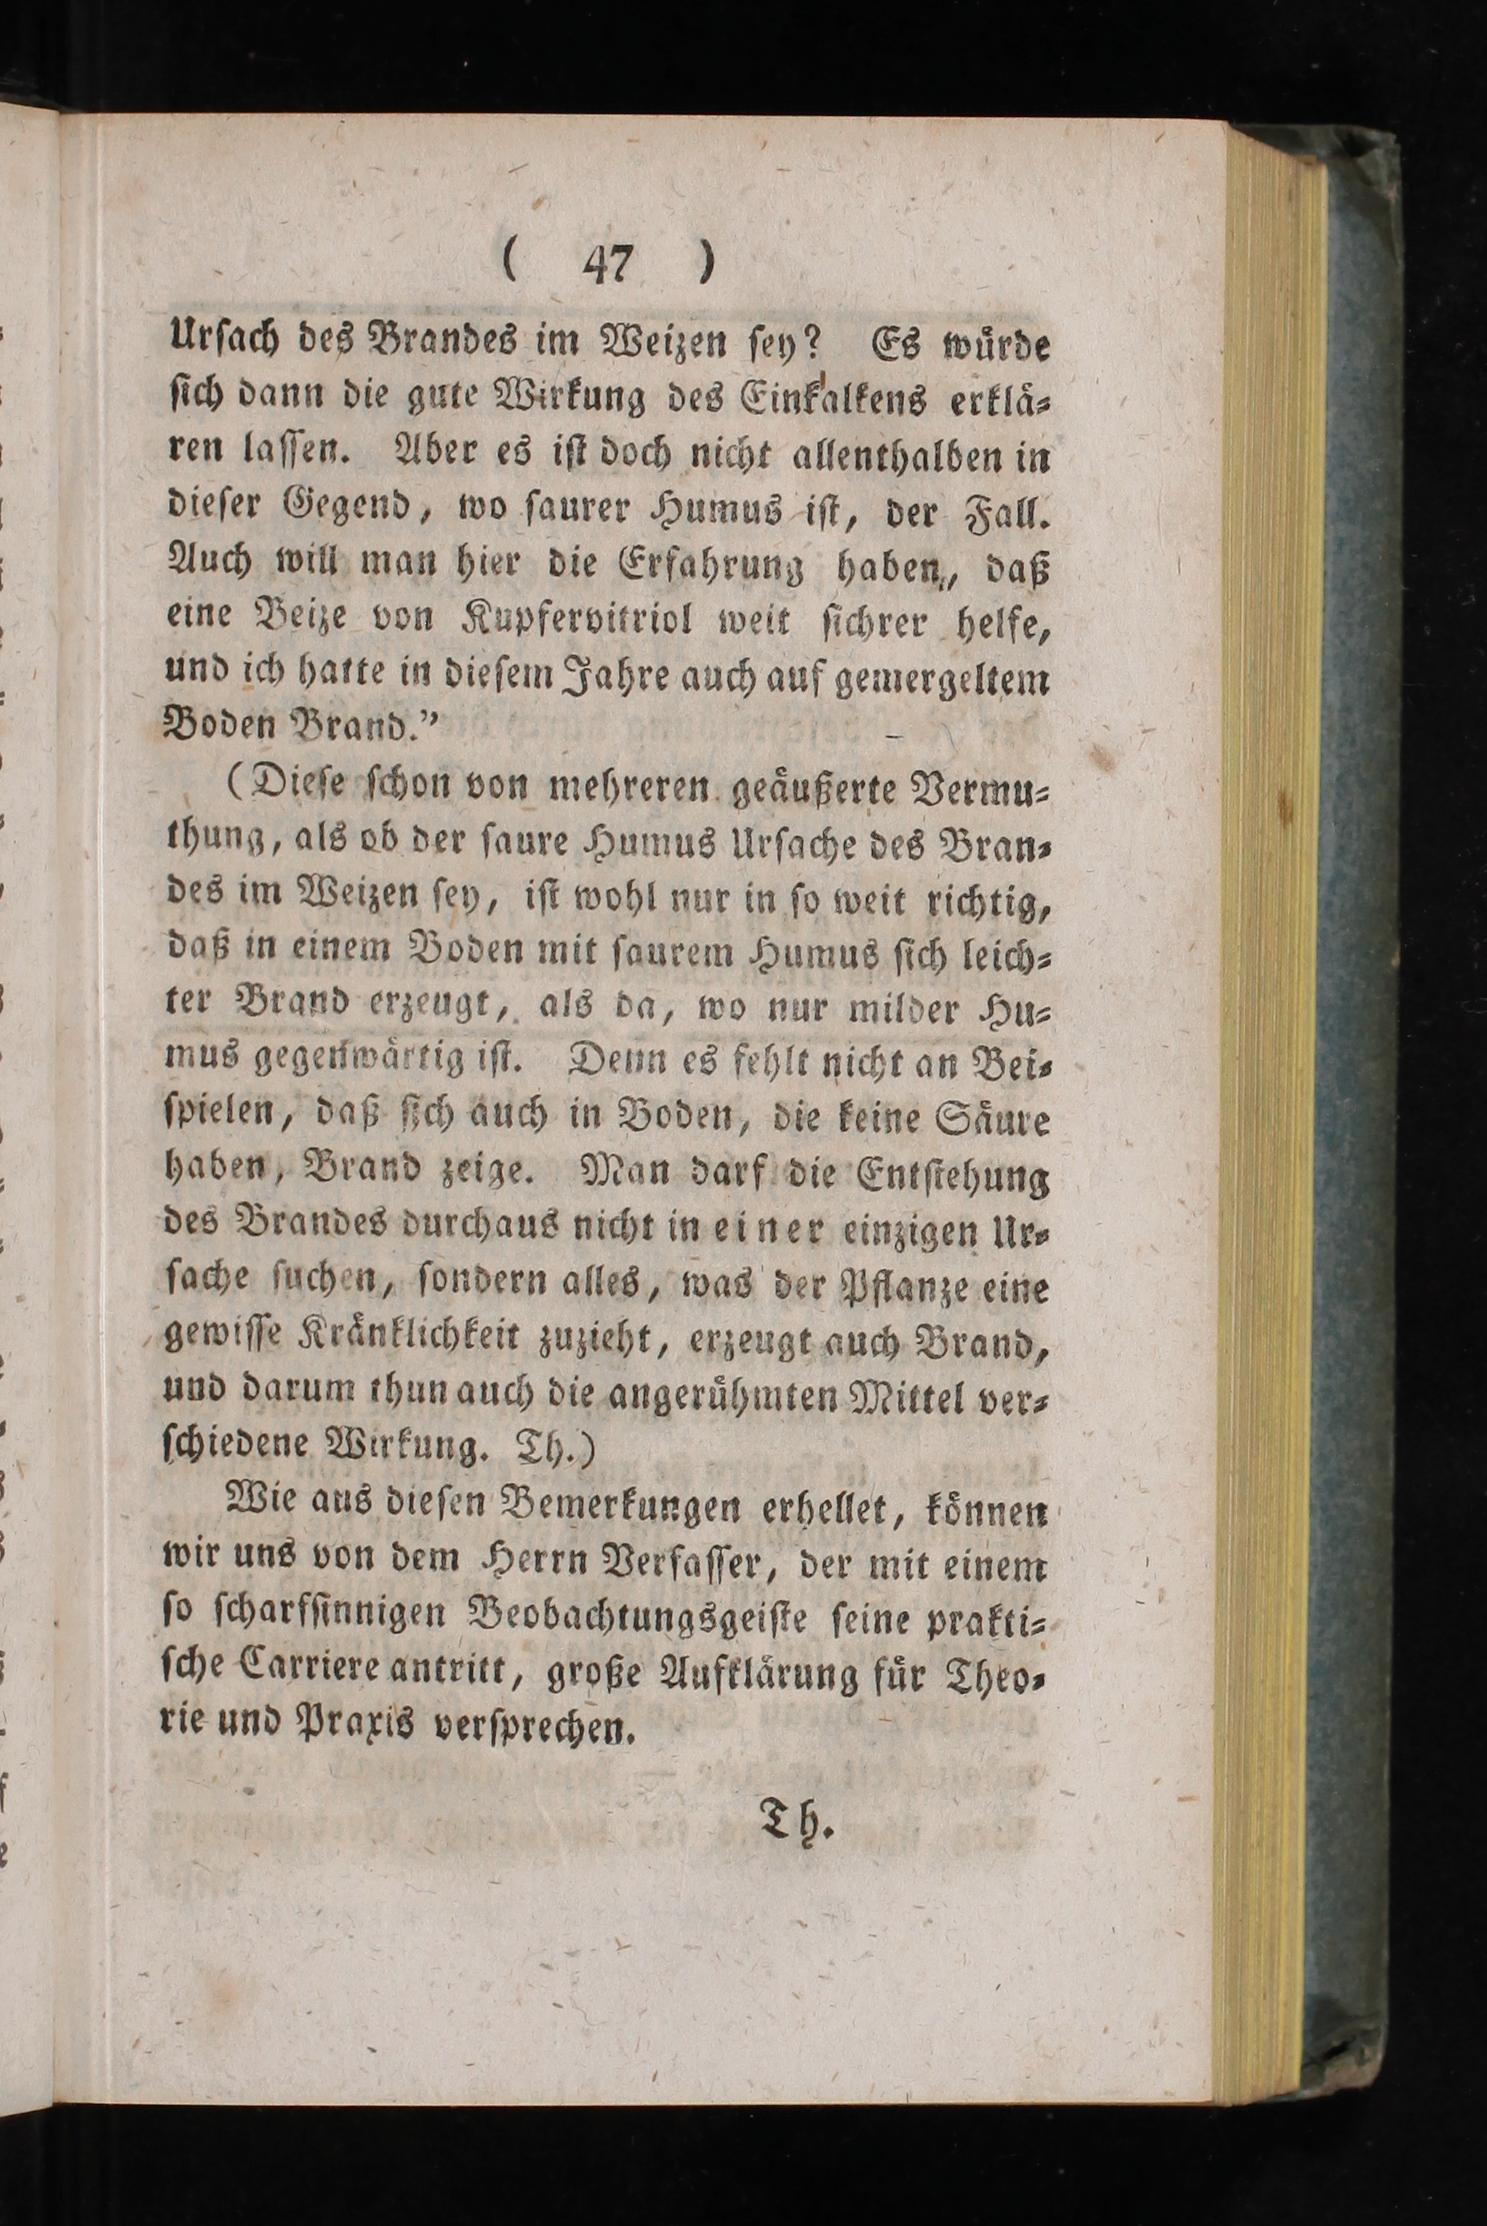 ( 47 )
Urſach des Brandes im Weizen ſey? Es würde
ſich dann die gute Wirkung des Einkalkens erklä⸗
ren laſſen. Aber es iſt doch nicht allenthalben in
dieſer Gegend, wo ſaurer Humus iſt, der Fall.
Auch will man hier die Erfahrung haben, daß
eine Beize von Kupfervitriol weit ſichrer helfe,
und ich hatte in dieſem Jahre auch auf gemergeltem
Boden Brand.”
(Dieſe ſchon von mehreren geäußerte Vermu⸗
thung, als ob der ſaure Humus Urſache des Bran⸗
des im Weizen ſey, iſt wohl nur in ſo weit richtig,
daß in einem Boden mit ſaurem Humus ſich leich⸗
ter Brand erzeugt, als da, wo nur milder Hu⸗
mus gegenwärtig iſt. Denn es fehlt nicht an Bei⸗
ſpielen, daß ſich auch in Boden, die keine Säure
haben, Brand zeige. Man darf die Entſtehung
des Brandes durchaus nicht in einer einzigen Ur⸗
ſache ſuchen, ſondern alles, was der Pflanze eine
gewiſſe Kränklichkeit zuzieht, erzeugt auch Brand,
und darum thun auch die angerühmten Mittel ver⸗
ſchiedene Wirkung. Th.)
Wie aus dieſen Bemerkungen erhellet, können
wir uns von dem Herrn Verfaſſer, der mit einem
ſo ſcharfſinnigen Beobachtungsgeiſte ſeine prakti⸗
ſche Carriere antritt, große Aufklärung für Theo⸗
rie und Praxis verſprechen.
Th.